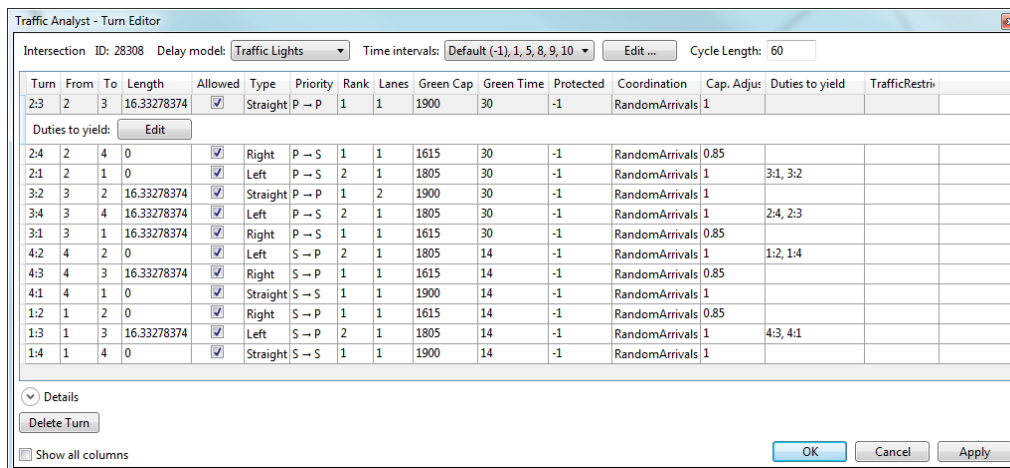 Traffic Analyst - Turn Editor
Intersection ID: 28308 Delay model: Traffic Lights Time intervals: Default (-1), 1, 5, 8, 9, 10 Edit ... Cycle Length: 60
Turn From To Length Allowed Type Priority Rank Lanes Green Cap Green Time Protected Coordination Cap. Adjus Duties to yield TrafficRestri
2:3 2 3 16.33278374 Straight P → P 1 1 1900 30 -1 RandomArrivals 1
Duties to yield: Edit
2:4 2 4 0 Right P → S 1 1 1615 30 -1 RandomArrivals 0.85
2:1 2 1 0 Left P → S 2 1 1805 30 -1 RandomArrivals 1 3:1, 3:2
3:2 3 2 16.33278374 Straight P → P 1 2 1900 30 -1 RandomArrivals 1
3:4 3 4 16.33278374 Left P → S 2 1 1805 30 -1 RandomArrivals 1 2:4, 2:3
3:1 3 1 16.33278374 Right P → S 1 1 1615 30 -1 RandomArrivals 0.85
4:2 4 2 0 Left S → P 2 1 1805 14 -1 RandomArrivals 1 1:2, 1:4
4:3 4 3 16.33278374 Right S → P 1 1 1615 14 -1 RandomArrivals 0.85
4:1 4 1 0 Straight S → S 1 1 1900 14 -1 RandomArrivals 1
1:2 1 2 0 Right S → P 1 1 1615 14 -1 RandomArrivals 0.85
1:3 1 3 16.33278374 Left S → P 2 1 1805 14 -1 RandomArrivals 1 4:3, 4:1
1:4 1 4 0 Straight S → S 1 1 1900 14 -1 RandomArrivals 1
Details
Delete Turn
Show all columns OK Cancel Apply